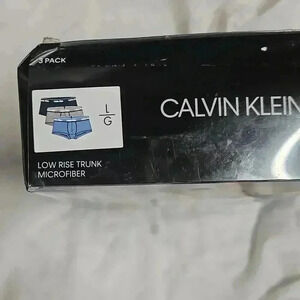 3 PACK
L
G
CALVIN KLEIN
LOW RISE TRUNK
MICROFIBER